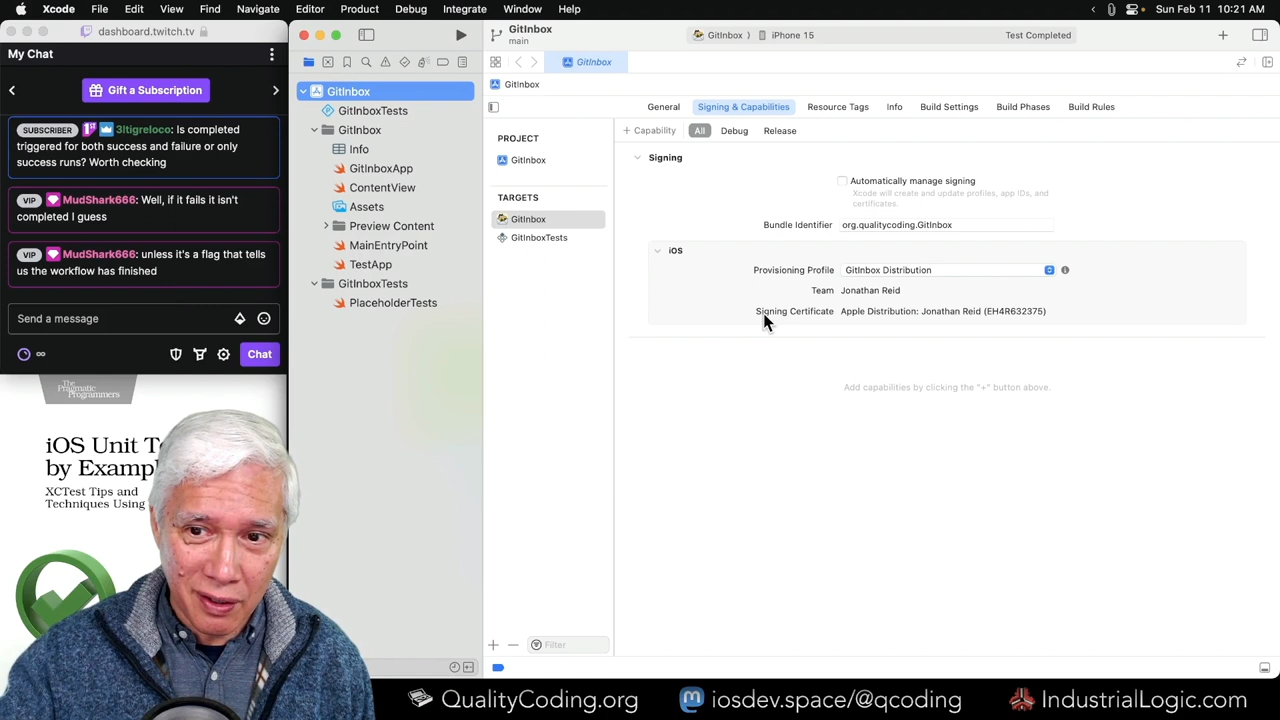 Xcode File Edit View Find Navigate Editor Product Debug Integrate Window Help Sun Feb 11 10:21 AM
dashboard.twitch.tv
My Chat
Gift a Subscription
SUBSCRIBER 3ltigreloco: Is completed
triggered for both success and failure or only
success runs? Worth checking
VIP MudShark666: Well, if it fails it isn't
completed I guess
VIP MudShark666: unless it's a flag that tells
us the workflow has finished
Send a message
∞
Chat
The
Pragmatic
Programmers
iOS Unit
by
XCTest Tips and
Techniques Using
GitInbox
GitInboxTests
GitInbox
Info
GitInboxApp
ContentView
Assets
Preview Content
MainEntryPoint
TestApp
GitInboxTests
PlaceholderTests
GitInbox
main
GitInbox ⟩ iPhone 15
Test Completed
GitInbox
GitInbox
General Signing & Capabilities Resource Tags Info Build Settings Build Phases Build Rules
PROJECT
GitInbox
TARGETS
GitInbox
GitInboxTests
Filter
+ Capability All Debug Release
Signing
Automatically manage signing
Xcode will create and update profiles, app IDs, and
certificates.
Bundle Identifier org.qualitycoding.GitInbox
iOS
Provisioning Profile GitInbox Distribution
Team Jonathan Reid
Signing Certificate Apple Distribution: Jonathan Reid (EH4R632375)
Add capabilities by clicking the "+" button above.
QualityCoding.org iosdev.space/@qcoding IndustrialLogic.com